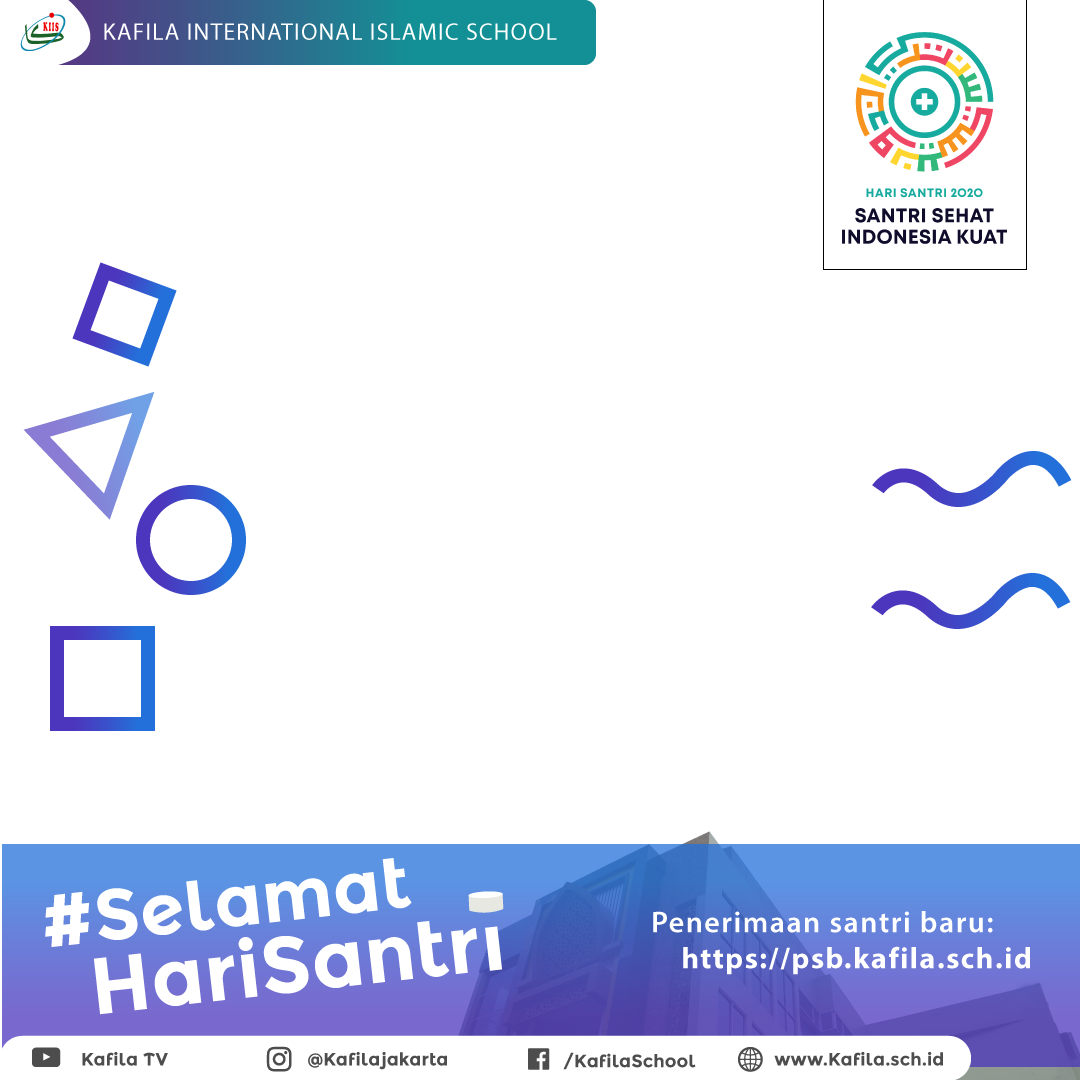 KIIS
KAFILA INTERNATIONAL ISLAMIC SCHOOL
HARI SANTRI 2020
SANTRI SEHAT
INDONESIA KUAT
#Selamat
HariSantri
Penerimaan santri baru:
https://psb.kafila.sch.id
Kafila TV
@Kafilajakarta
/KafilaSchool
www.Kafila.sch.id